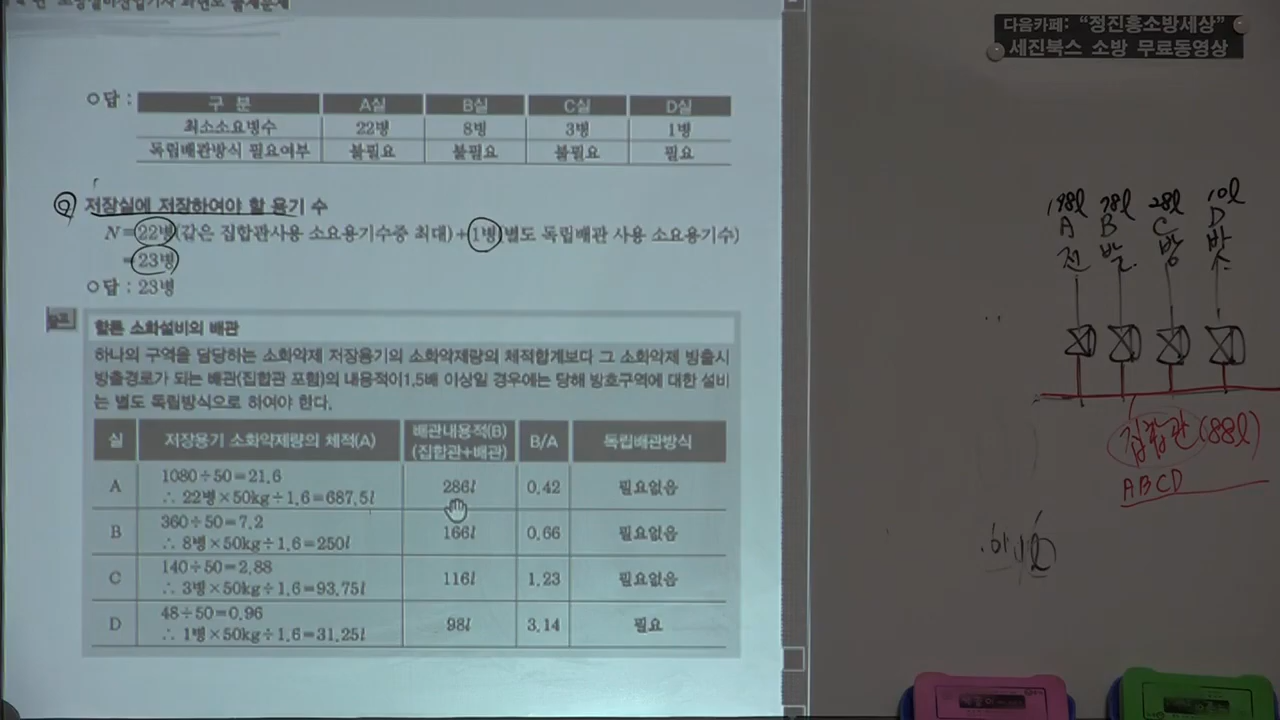 소방설비산업기사 과년도 출제문제
다음카페: "정진홍소방세상"
세진북스 소방 무료동영상
○답 :
구 분 A실 B실 C실 D실
최소소요병수 22병 8병 3병 1병
독립배관방식 필요여부 불필요 불필요 불필요 필요
저장실에 저장하여야 할 용기 수
N=22병(같은 집합관사용 소요용기수중 최대)+1병(별도 독립배관 사용 소요용기수)
=23병
○답 : 23병
할론 소화설비의 배관
하나의 구역을 담당하는 소화약제 저장용기의 소화약제량의 체적합계보다 그 소화약제 방출시
방출경로가 되는 배관(집합관 포함)의 내용적이1.5배 이상일 경우에는 당해 방호구역에 대한 설비
는 별도 독립방식으로 하여야 한다.
실 저장용기 소화약제량의 체적(A) 배관내용적(B) (집합관+배관) B/A 독립배관방식
A 1080÷50=21.6
∴ 22병×50kg÷1.6=687.5l 286l 0.42 필요없음
B 360÷50=7.2
∴ 8병×50kg÷1.6=250l 166l 0.66 필요없음
C 140÷50=2.88
∴ 3병×50kg÷1.6=93.75l 116l 1.23 필요없음
D 48÷50=0.96
∴ 1병×50kg÷1.6=31.25l 98l 3.14 필요
198l 78l 28l 10l
A B C D
전 발 방 축
집합관(88l)
ABCD